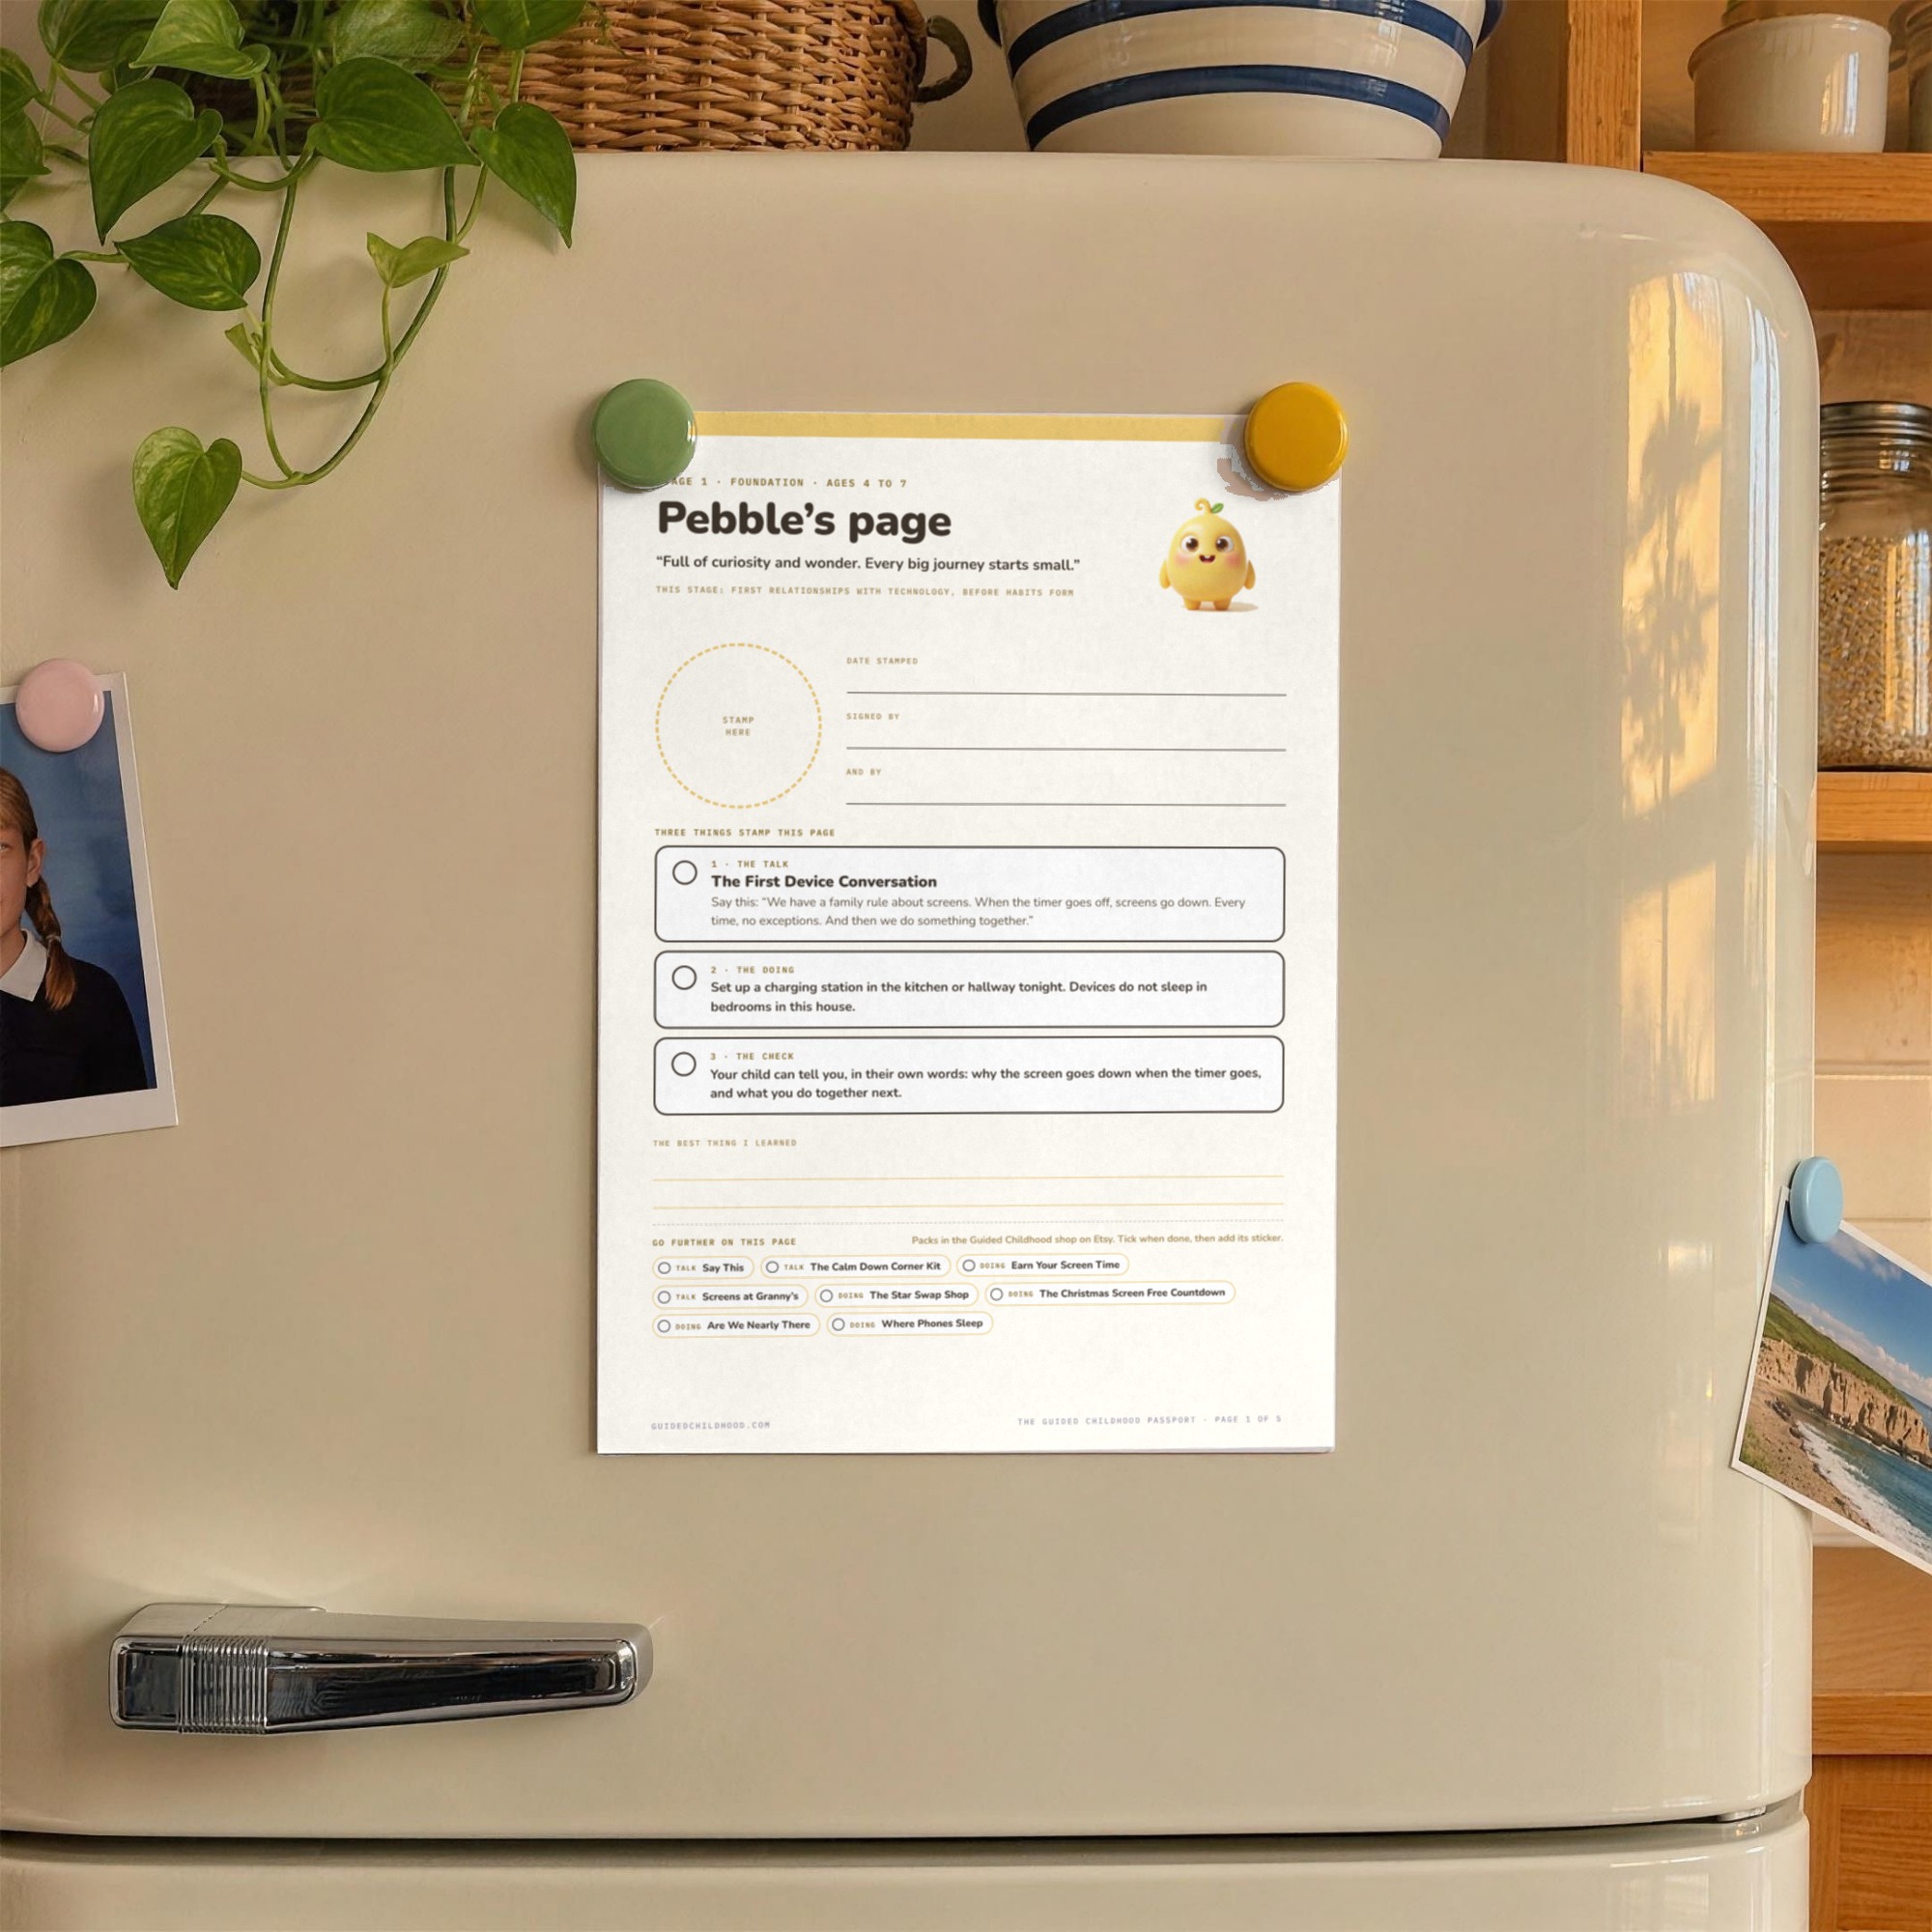 AGE 1 · FOUNDATION · AGES 4 TO 7
Pebble's page
"Full of curiosity and wonder. Every big journey starts small."
THIS STAGE: FIRST RELATIONSHIPS WITH TECHNOLOGY, BEFORE HABITS FORM
STAMP
HERE
DATE STAMPED
SIGNED BY
AND BY
THREE THINGS STAMP THIS PAGE
1 · THE TALK
The First Device Conversation
Say this: "We have a family rule about screens. When the timer goes off, screens go down. Every
time, no exceptions. And then we do something together."
2 · THE DOING
Set up a charging station in the kitchen or hallway tonight. Devices do not sleep in
bedrooms in this house.
3 · THE CHECK
Your child can tell you, in their own words: why the screen goes down when the timer goes,
and what you do together next.
THE BEST THING I LEARNED
GO FURTHER ON THIS PAGE Packs in the Guided Childhood shop on Etsy. Tick when done, then add its sticker.
TALK Say This TALK The Calm Down Corner Kit DOING Earn Your Screen Time
TALK Screens at Granny's DOING The Star Swap Shop DOING The Christmas Screen Free Countdown
DOING Are We Nearly There DOING Where Phones Sleep
GUIDEDCHILDHOOD.COM THE GUIDED CHILDHOOD PASSPORT · PAGE 1 OF 5